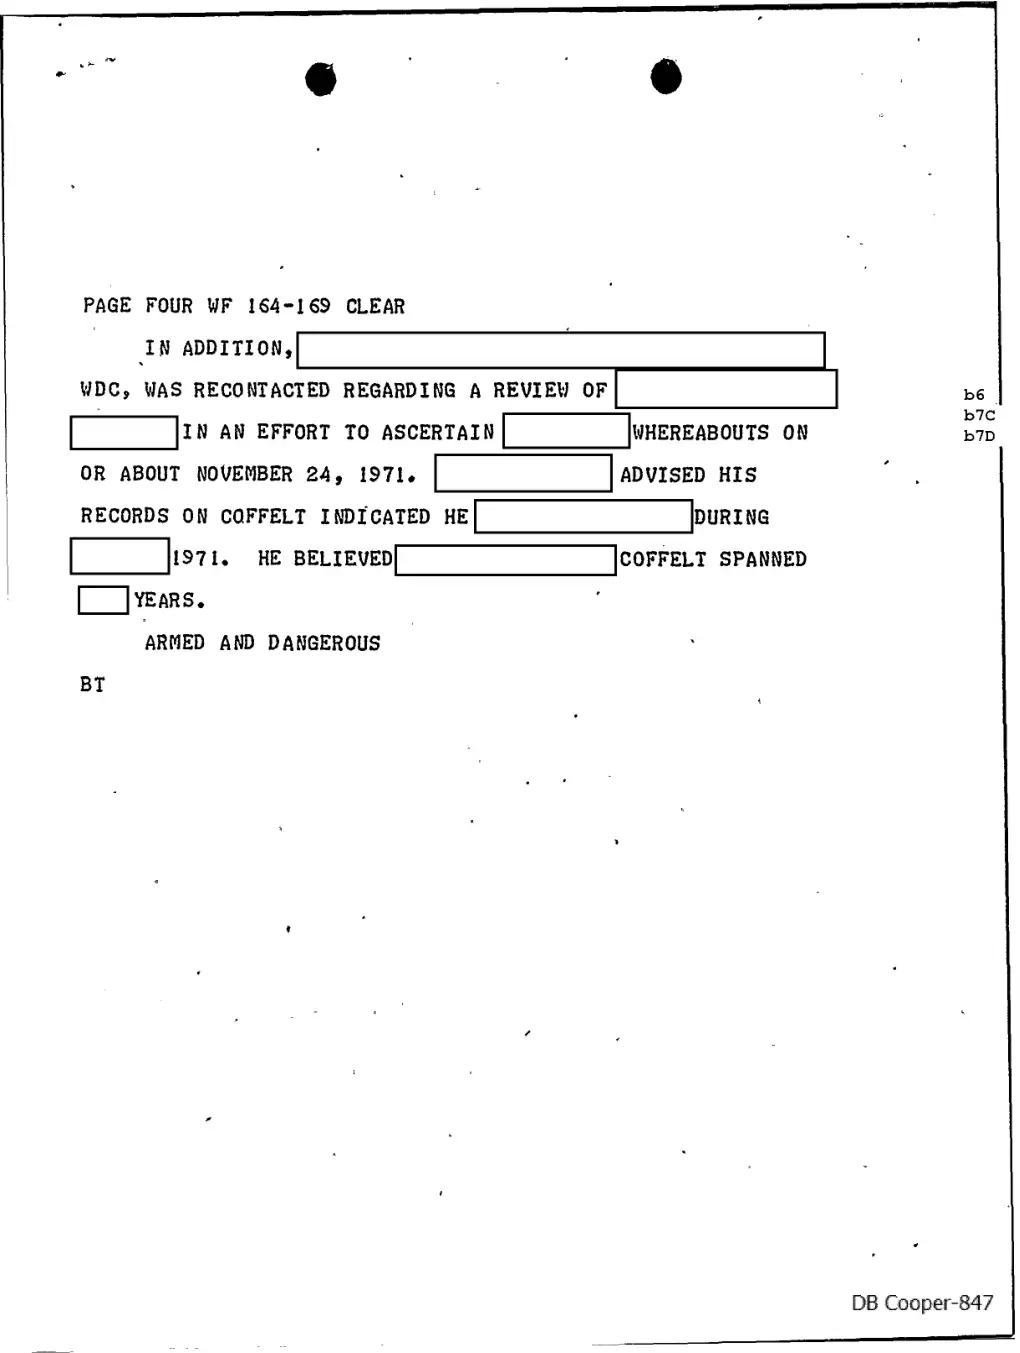 PAGE FOUR WF 164-169 CLEAR
IN ADDITION,
WDC, WAS RECONTACTED REGARDING A REVIEW OF
IN AN EFFORT TO ASCERTAIN WHEREABOUTS ON
OR ABOUT NOVEMBER 24, 1971. ADVISED HIS
RECORDS ON COFFELT INDICATED HE DURING
1971. HE BELIEVED COFFELT SPANNED
YEARS.
ARMED AND DANGEROUS
BT
b6
b7C
b7D
DB Cooper-847